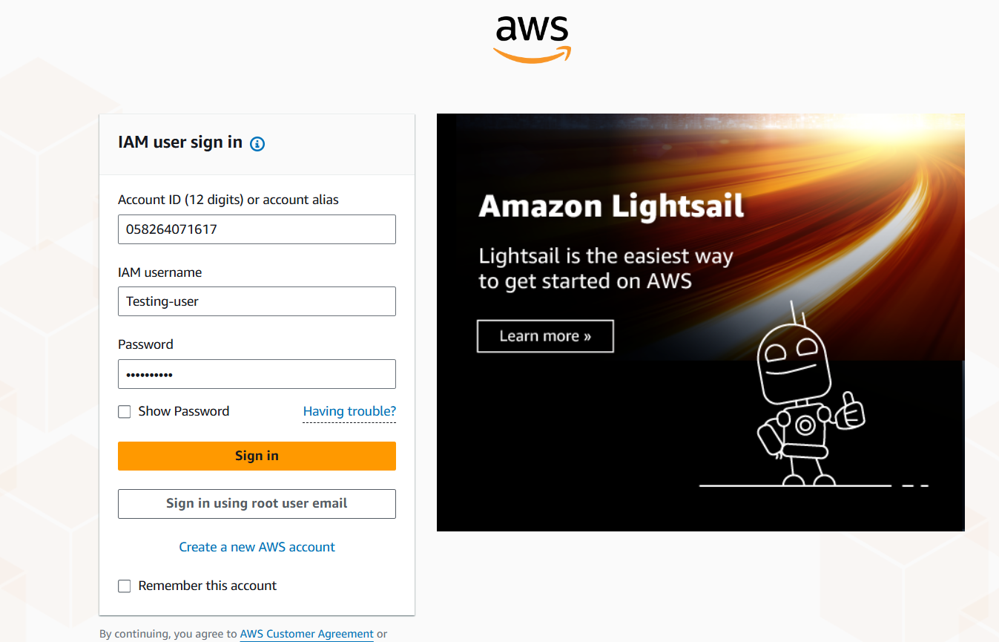 aws
IAM user sign in
Account ID (12 digits) or account alias
058264071617
IAM username
Testing-user
Password
••••••••••
Show Password
Having trouble?
Sign in
Sign in using root user email
Create a new AWS account
Remember this account
By continuing, you agree to AWS Customer Agreement or
Amazon Lightsail
Lightsail is the easiest way
to get started on AWS
Learn more »